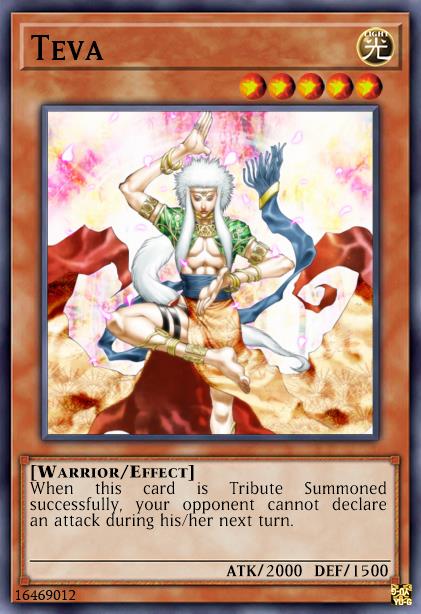 Teva
LIGHT
光
[Warrior/Effect]
When this card is Tribute Summoned
successfully, your opponent cannot declare
an attack during his/her next turn.
ATK/2000 DEF/1500
16469012